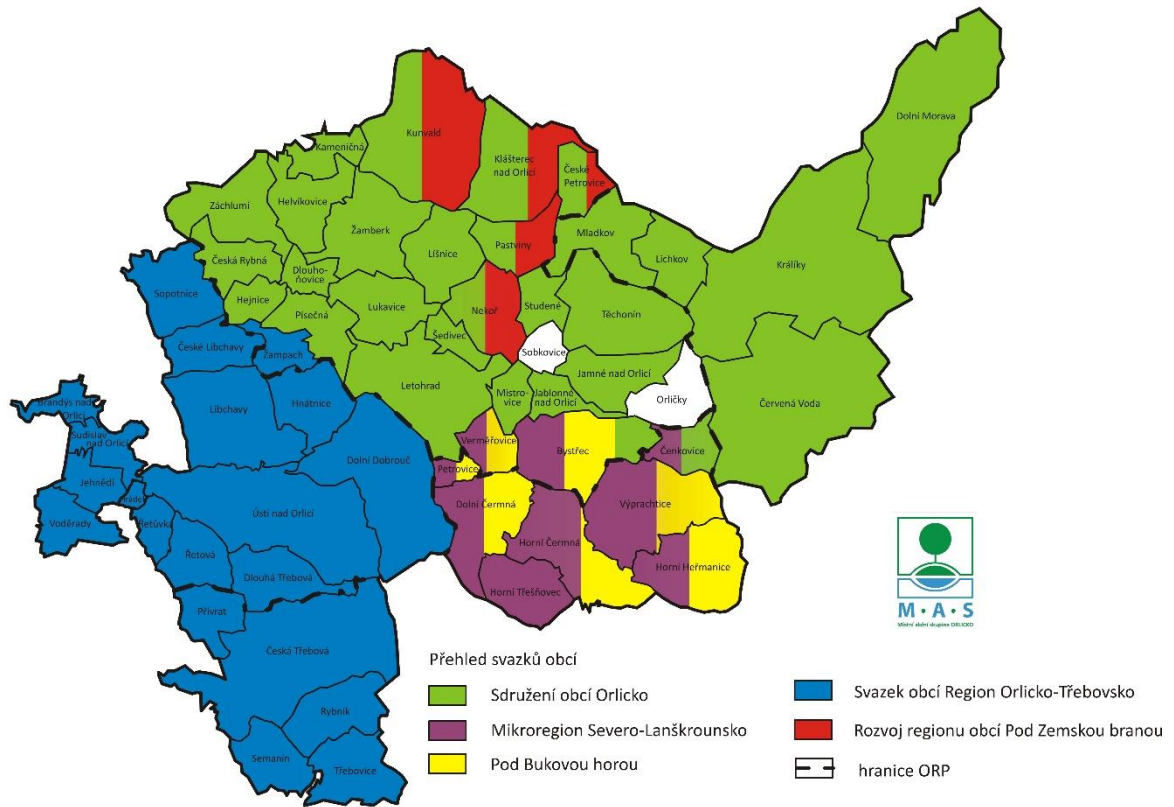 Dolní Morava
Kunvald
Kameničná
Klášterec
nad Orlicí
České
Petrovice
Helvíkovice
Záchlumí
Žamberk
Líšnice
Pastviny
Mladkov
Lichkov
Králíky
Česká Rybná
Dlouho-
ňovice
Sopotnice
Hejnice
Písečná
Lukavice
Nekoř
Studené
Těchonín
Šedivec
Sobkovice
České Libchavy
Žampach
Letohrad
Mistro-
vice
Jablonné
nad Orlicí
Jamné nad Orlicí
Orličky
Červená Voda
Brandýs nad
Orlicí
Libchavy
Hnátnice
Sudislav
nad Orlicí
Dolní Dobrouč
Verměřovice
Bystřec
Čenkovice
Petrovice
Jehnědí
Hrádek
Voděrady
Řetůvka
Ústí nad Orlicí
Dolní Čermná
Výprachtice
Horní Čermná
Řetová
Dlouhá Třebová
Horní Heřmanice
Horní Třešňovec
Přívrat
Česká Třebová
Rybník
Semanín
Třebovice
M • A • S
Místní akční skupina ORLICKO
Přehled svazků obcí
Sdružení obcí Orlicko
Mikroregion Severo-Lanškrounsko
Pod Bukovou horou
Svazek obcí Region Orlicko-Třebovsko
Rozvoj regionu obcí Pod Zemskou branou
hranice ORP